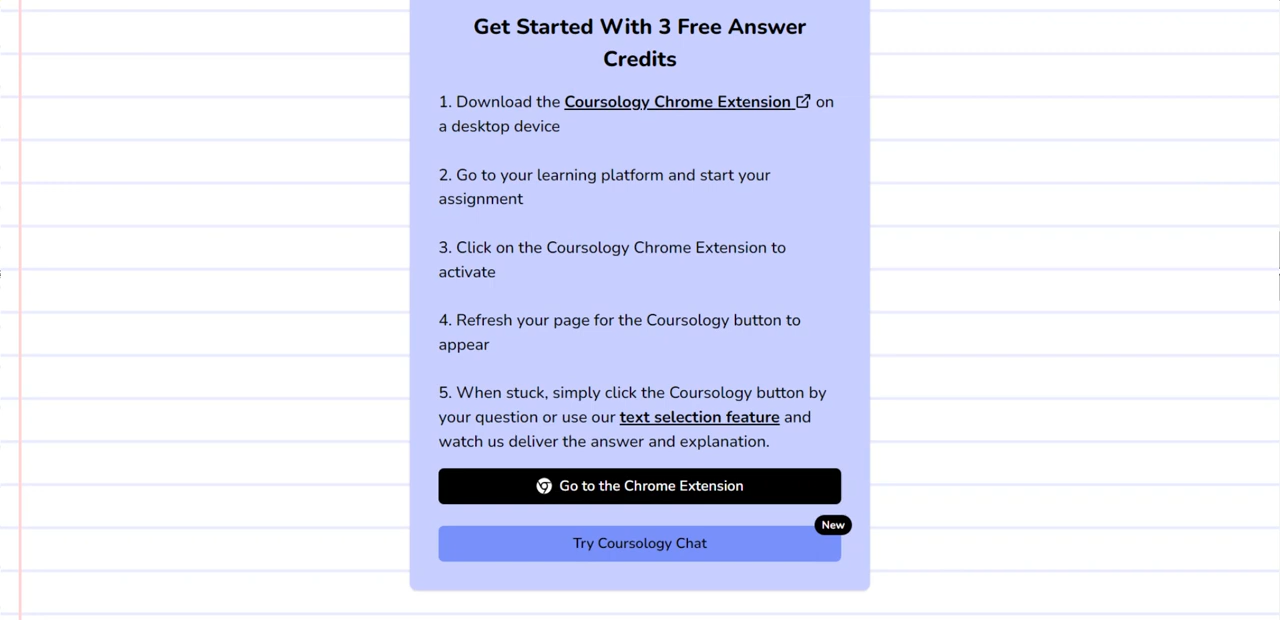 Get Started With 3 Free Answer
Credits
1. Download the Coursology Chrome Extension on
a desktop device
2. Go to your learning platform and start your
assignment
3. Click on the Coursology Chrome Extension to
activate
4. Refresh your page for the Coursology button to
appear
5. When stuck, simply click the Coursology button by
your question or use our text selection feature and
watch us deliver the answer and explanation.
Go to the Chrome Extension
New
Try Coursology Chat